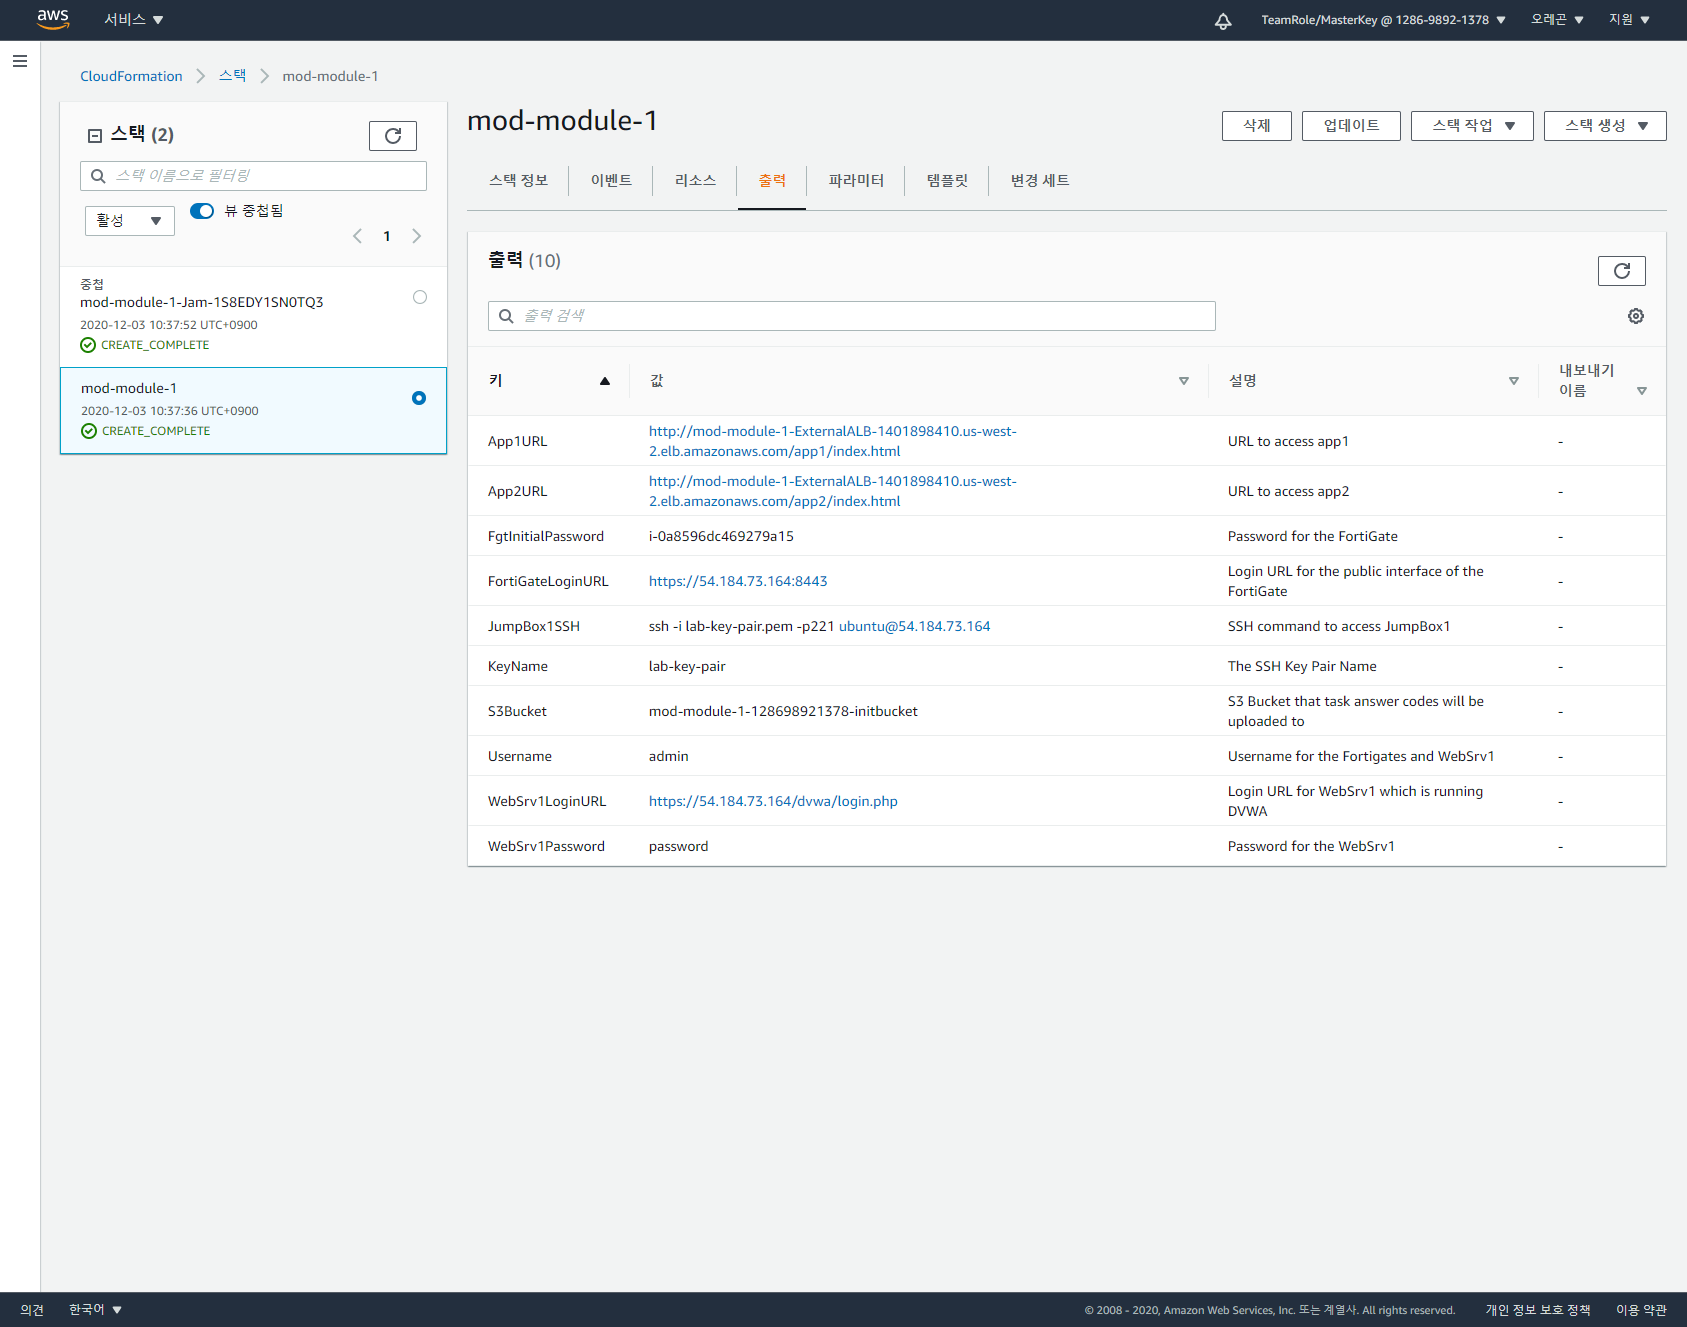 aws
서비스
TeamRole/MasterKey @ 1286-9892-1378
오레곤
지원
CloudFormation
스택
mod-module-1
스택 (2)
스택 이름으로 필터링
활성
뷰 중첩됨
1
중첩
mod-module-1-Jam-1S8EDY1SN0TQ3
2020-12-03 10:37:52 UTC+0900
CREATE_COMPLETE
mod-module-1
2020-12-03 10:37:36 UTC+0900
CREATE_COMPLETE
mod-module-1
삭제
업데이트
스택 작업
스택 생성
스택 정보
이벤트
리소스
출력
파라미터
템플릿
변경 세트
출력 (10)
출력 검색
키
값
설명
내보내기
이름
App1URL
http://mod-module-1-ExternalALB-1401898410.us-west-
2.elb.amazonaws.com/app1/index.html
URL to access app1
-
App2URL
http://mod-module-1-ExternalALB-1401898410.us-west-
2.elb.amazonaws.com/app2/index.html
URL to access app2
-
FgtInitialPassword
i-0a8596dc469279a15
Password for the FortiGate
-
FortiGateLoginURL
https://54.184.73.164:8443
Login URL for the public interface of the
FortiGate
-
JumpBox1SSH
ssh -i lab-key-pair.pem -p221 ubuntu@54.184.73.164
SSH command to access JumpBox1
-
KeyName
lab-key-pair
The SSH Key Pair Name
-
S3Bucket
mod-module-1-128698921378-initbucket
S3 Bucket that task answer codes will be
uploaded to
-
Username
admin
Username for the Fortigates and WebSrv1
-
WebSrv1LoginURL
https://54.184.73.164/dvwa/login.php
Login URL for WebSrv1 which is running
DVWA
-
WebSrv1Password
password
Password for the WebSrv1
-
의견
한국어
© 2008 - 2020, Amazon Web Services, Inc. 또는 계열사. All rights reserved.
개인 정보 보호 정책
이용 약관